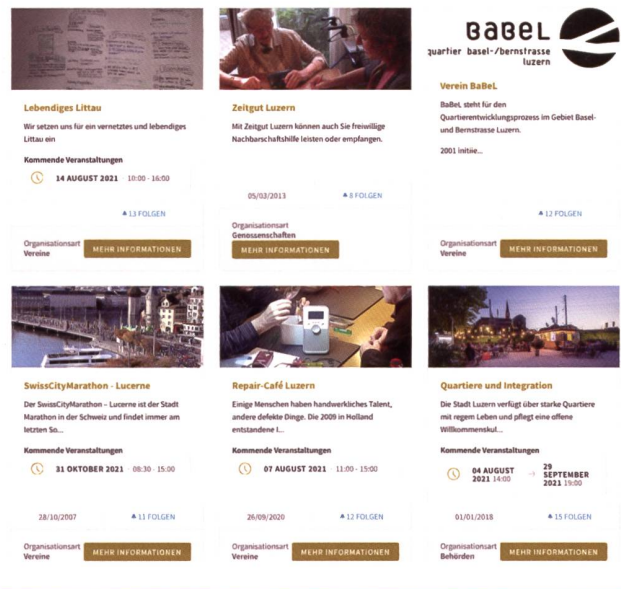 Lebendiges Littau
Wir setzen uns für ein vernetztes und lebendiges
Littau ein
Kommende Veranstaltungen
14 AUGUST 2021 · 10:00 - 16:00
13 FOLGEN
Organisationsart
Vereine
MEHR INFORMATIONEN
Zeitgut Luzern
Mit Zeitgut Luzern können auch Sie freiwillige
Nachbarschaftshilfe leisten oder empfangen.
05/03/2013
8 FOLGEN
Organisationsart
Genossenschaften
MEHR INFORMATIONEN
BaBeL
quartier basel-/bernstrasse
luzern
Verein BaBeL
BaBeL steht für den
Quartierentwicklungsprozess im Gebiet Basel-
und Bernstrasse Luzern.
2001 initiie...
12 FOLGEN
Organisationsart
Vereine
MEHR INFORMATIONEN
SwissCityMarathon - Lucerne
Der SwissCityMarathon – Lucerne ist der Stadt
Marathon in der Schweiz und findet immer am
letzten So...
Kommende Veranstaltungen
31 OKTOBER 2021 · 08:30 - 15:00
28/10/2007
11 FOLGEN
Organisationsart
Vereine
MEHR INFORMATIONEN
Repair-Café Luzern
Einige Menschen haben handwerkliches Talent,
andere defekte Dinge. Die 2009 in Holland
entstandene I...
Kommende Veranstaltungen
07 AUGUST 2021 · 11:00 - 15:00
26/09/2020
12 FOLGEN
Organisationsart
Vereine
MEHR INFORMATIONEN
Quartiere und Integration
Die Stadt Luzern verfügt über starke Quartiere
mit regem Leben und pflegt eine offene
Willkommenskul...
Kommende Veranstaltungen
04 AUGUST
2021 14:00
29
SEPTEMBER
2021 19:00
01/01/2018
15 FOLGEN
Organisationsart
Behörden
MEHR INFORMATIONEN